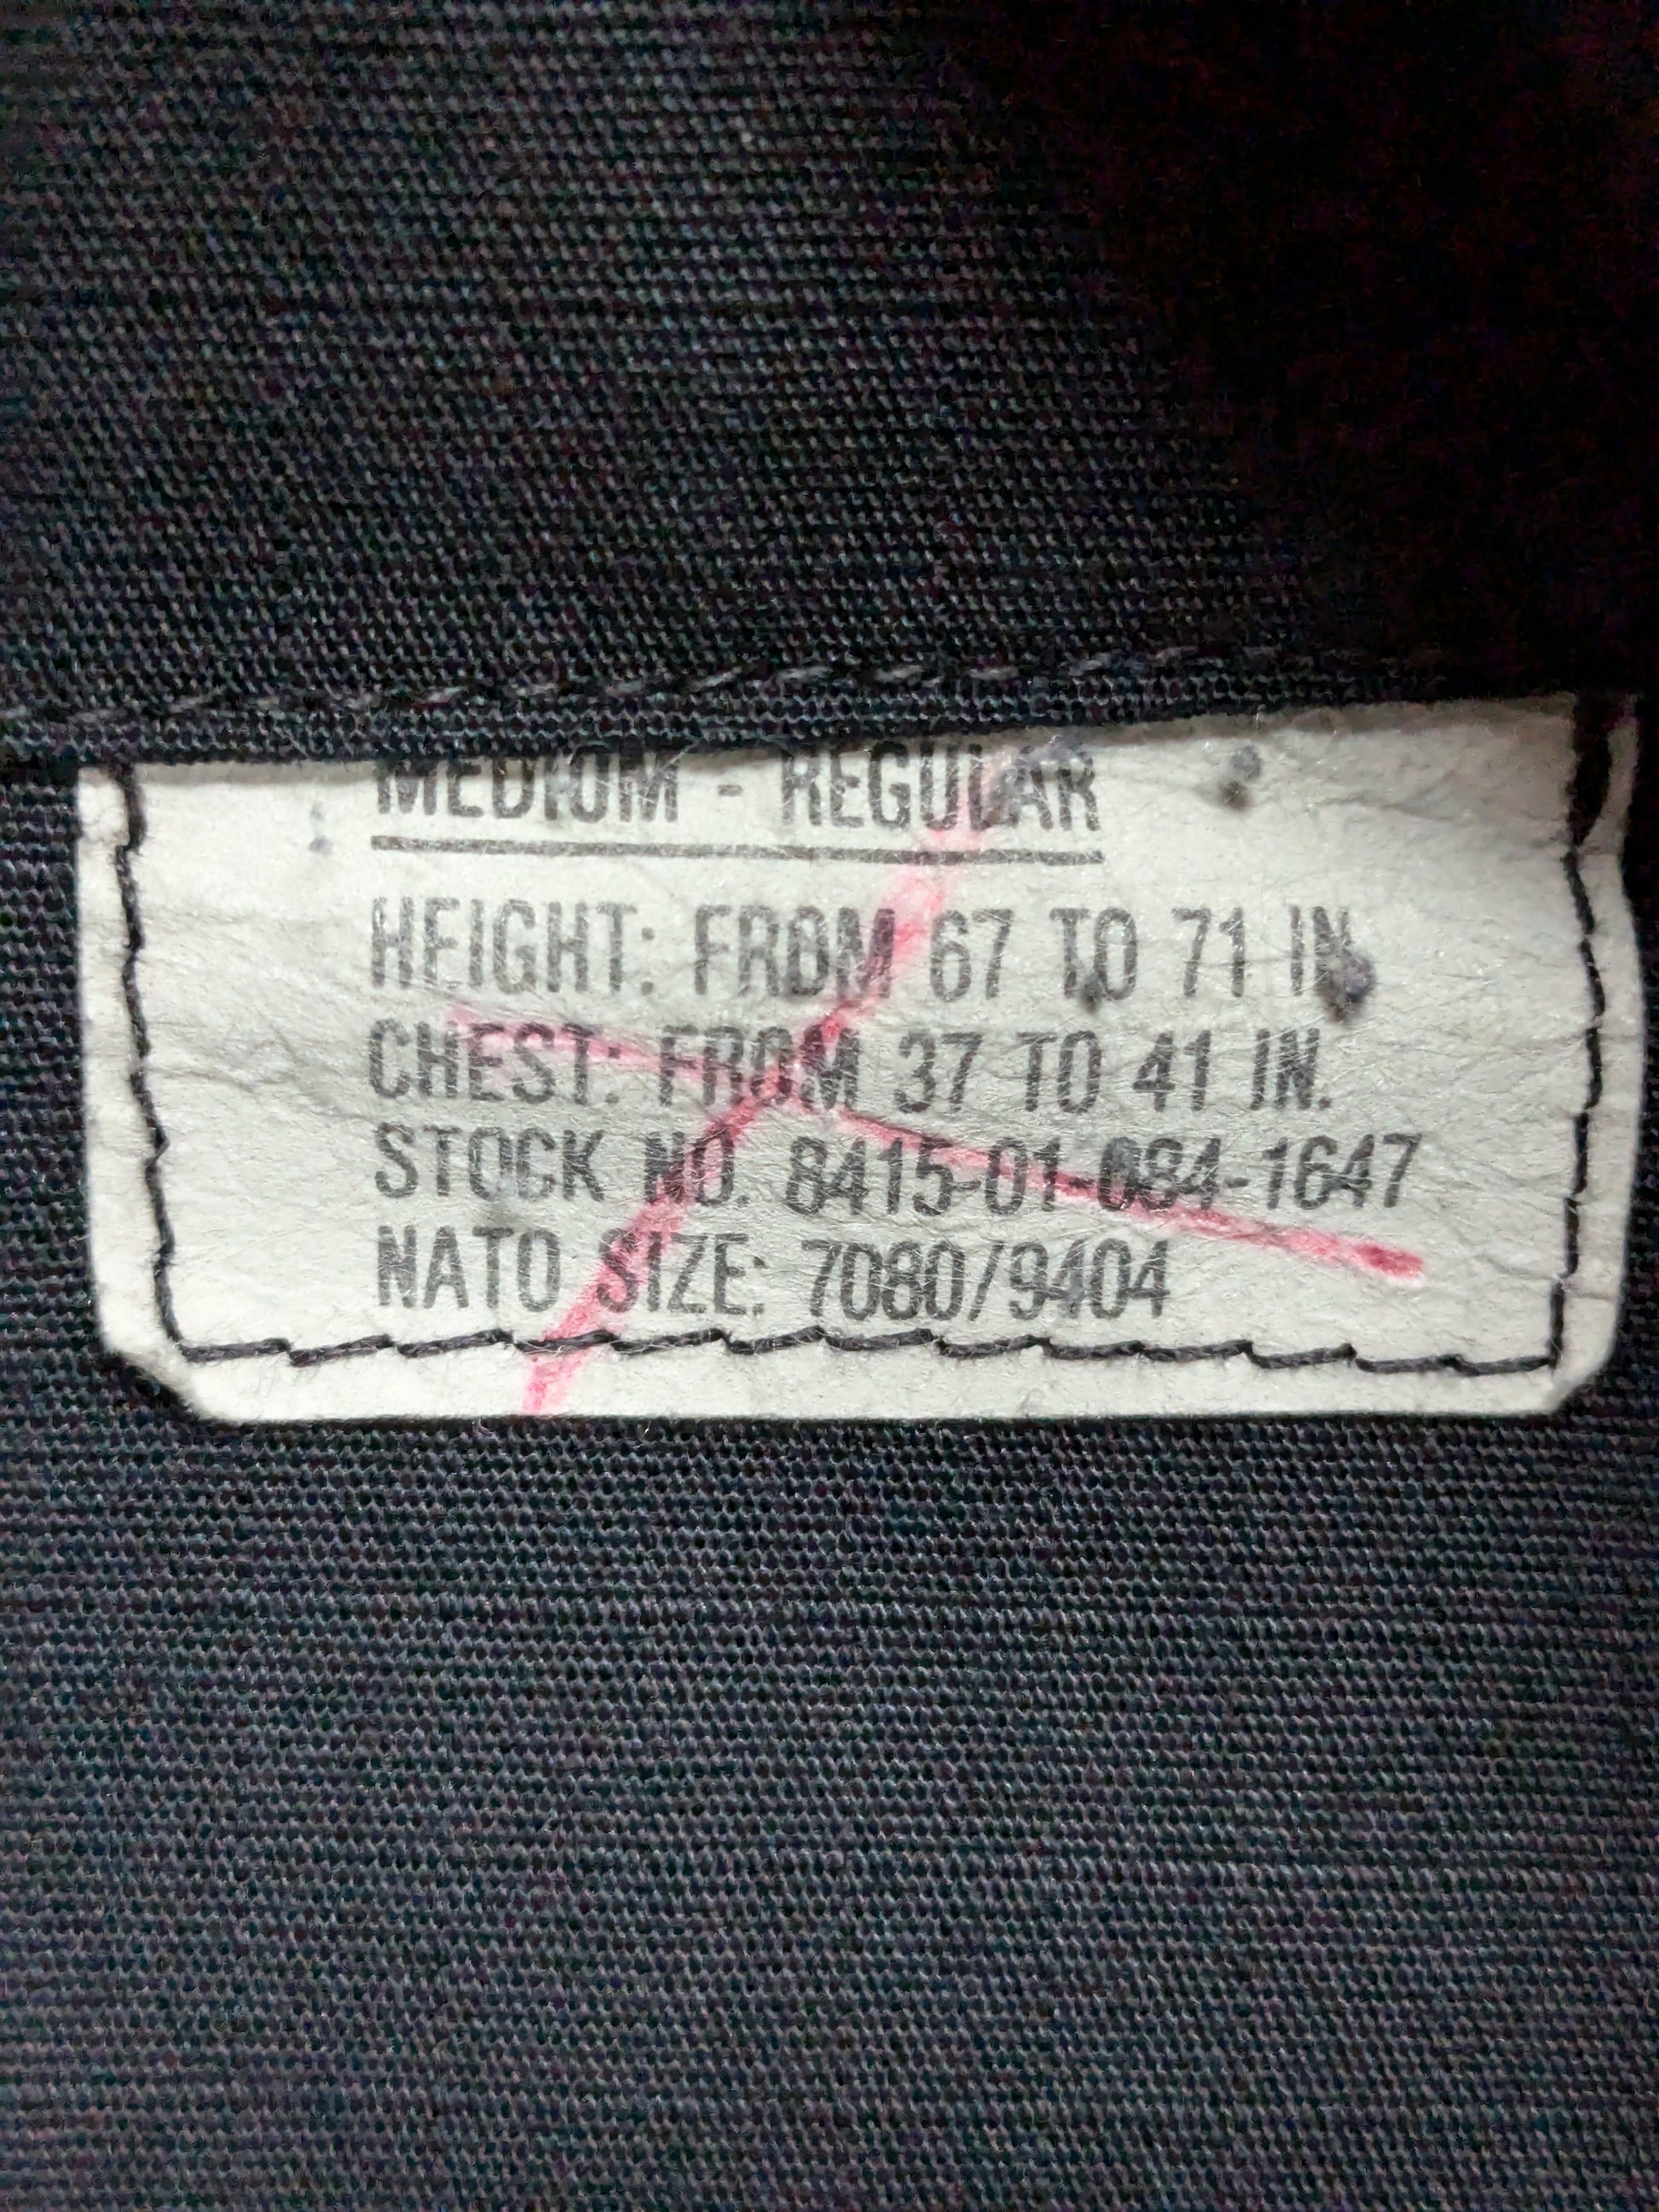 MEDIUM - REGULAR
HEIGHT: FROM 67 TO 71 IN.
CHEST: FROM 37 TO 41 IN.
STOCK NO. 8415-01-084-1647
NATO SIZE: 7080/9404